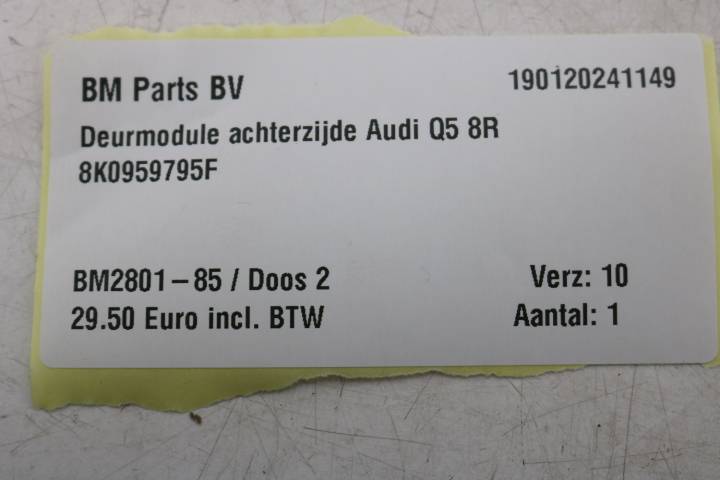 BM Parts BV
190120241149
Deurmodule achterzijde Audi Q5 8R
8K0959795F
BM2801-85 / Doos 2
Verz: 10
29.50 Euro incl. BTW
Aantal: 1